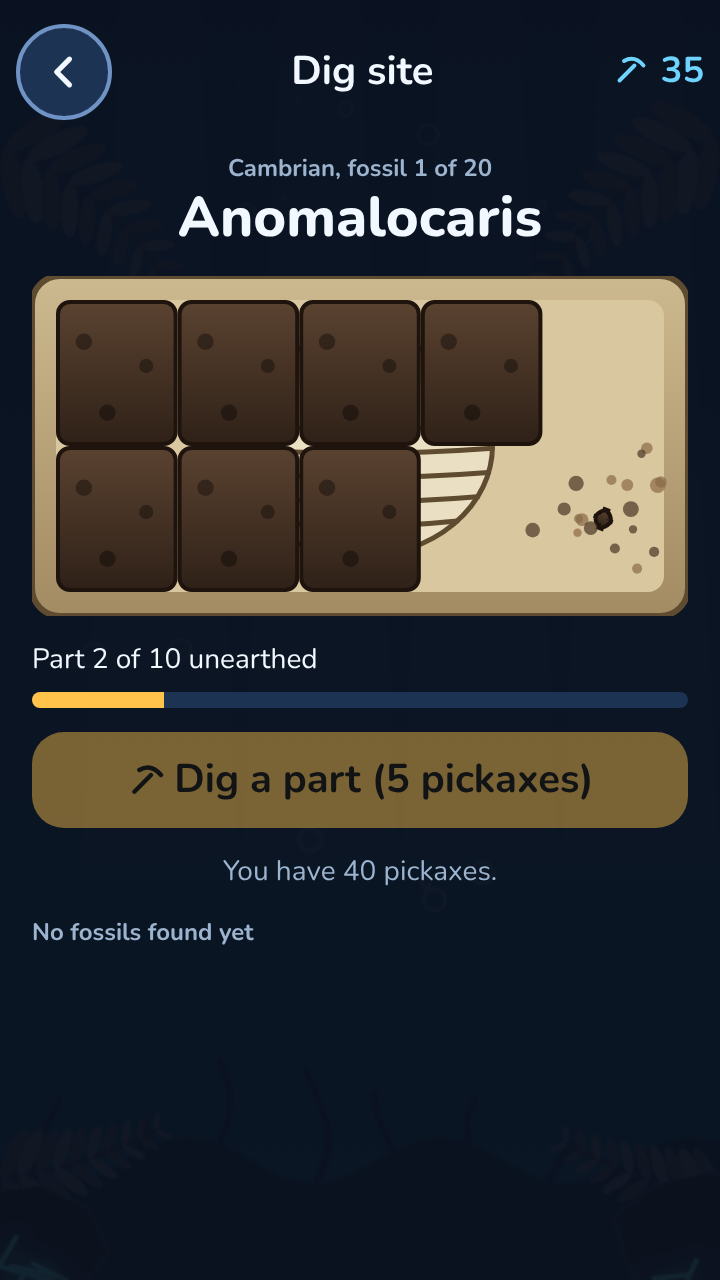 Dig site
35
Cambrian, fossil 1 of 20
Anomalocaris
Part 2 of 10 unearthed
Dig a part (5 pickaxes)
You have 40 pickaxes.
No fossils found yet